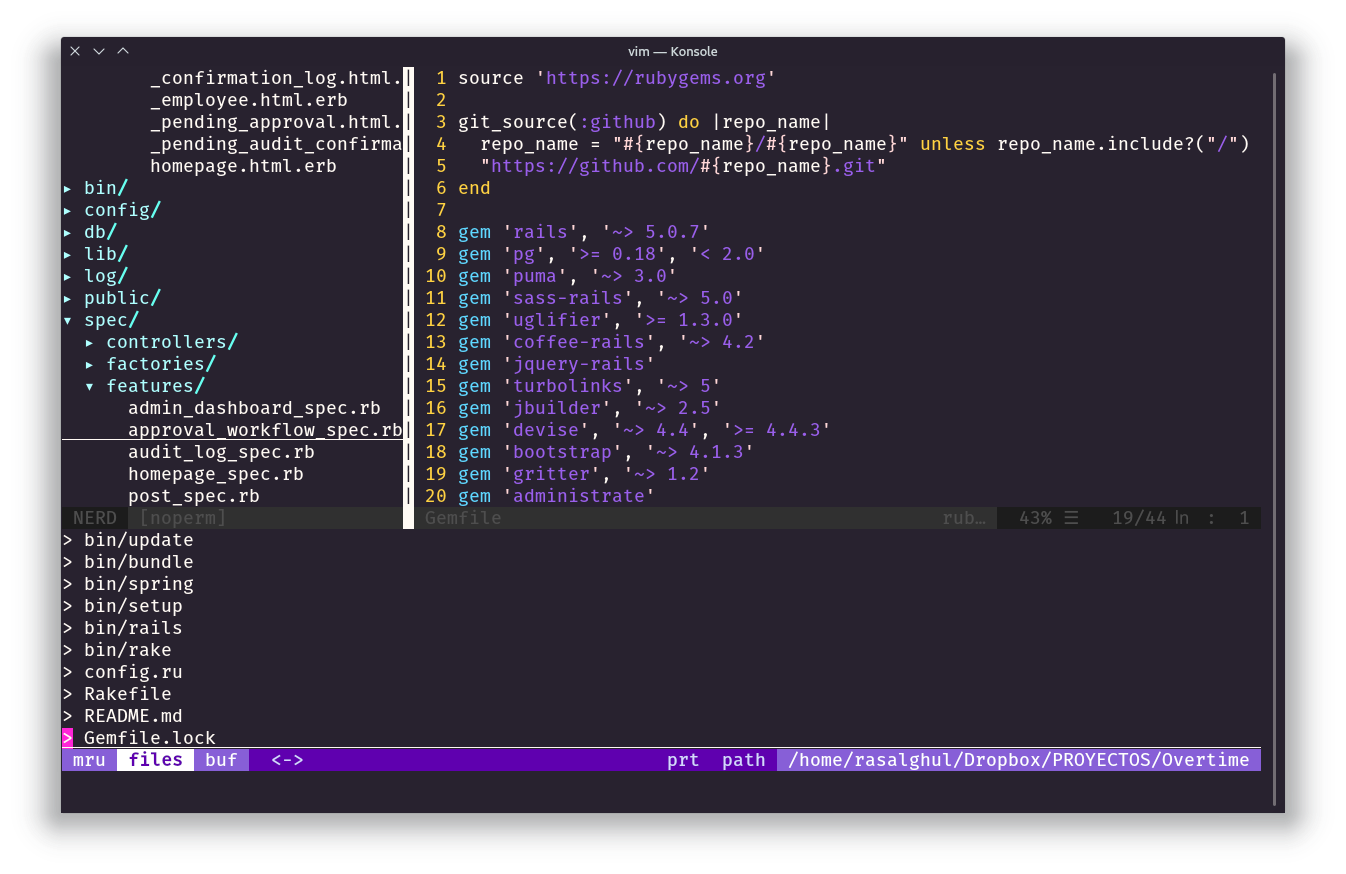 vim — Konsole
_confirmation_log.html.
_employee.html.erb
_pending_approval.html.
_pending_audit_confirma
homepage.html.erb
▸ bin/
▸ config/
▸ db/
▸ lib/
▸ log/
▸ public/
▾ spec/
▸ controllers/
▸ factories/
▾ features/
admin_dashboard_spec.rb
approval_workflow_spec.rb
audit_log_spec.rb
homepage_spec.rb
post_spec.rb
NERD [noperm]
1 source 'https://rubygems.org'
2
3 git_source(:github) do |repo_name|
4 repo_name = "#{repo_name}/#{repo_name}" unless repo_name.include?("/")
5 "https://github.com/#{repo_name}.git"
6 end
7
8 gem 'rails', '~> 5.0.7'
9 gem 'pg', '>= 0.18', '< 2.0'
10 gem 'puma', '~> 3.0'
11 gem 'sass-rails', '~> 5.0'
12 gem 'uglifier', '>= 1.3.0'
13 gem 'coffee-rails', '~> 4.2'
14 gem 'jquery-rails'
15 gem 'turbolinks', '~> 5'
16 gem 'jbuilder', '~> 2.5'
17 gem 'devise', '~> 4.4', '>= 4.4.3'
18 gem 'bootstrap', '~> 4.1.3'
19 gem 'gritter', '~> 1.2'
20 gem 'administrate'
Gemfile rub… 43% ☰ 19/44 ln : 1
> bin/update
> bin/bundle
> bin/spring
> bin/setup
> bin/rails
> bin/rake
> config.ru
> Rakefile
> README.md
> Gemfile.lock
mru files buf <-> prt path /home/rasalghul/Dropbox/PROYECTOS/Overtime